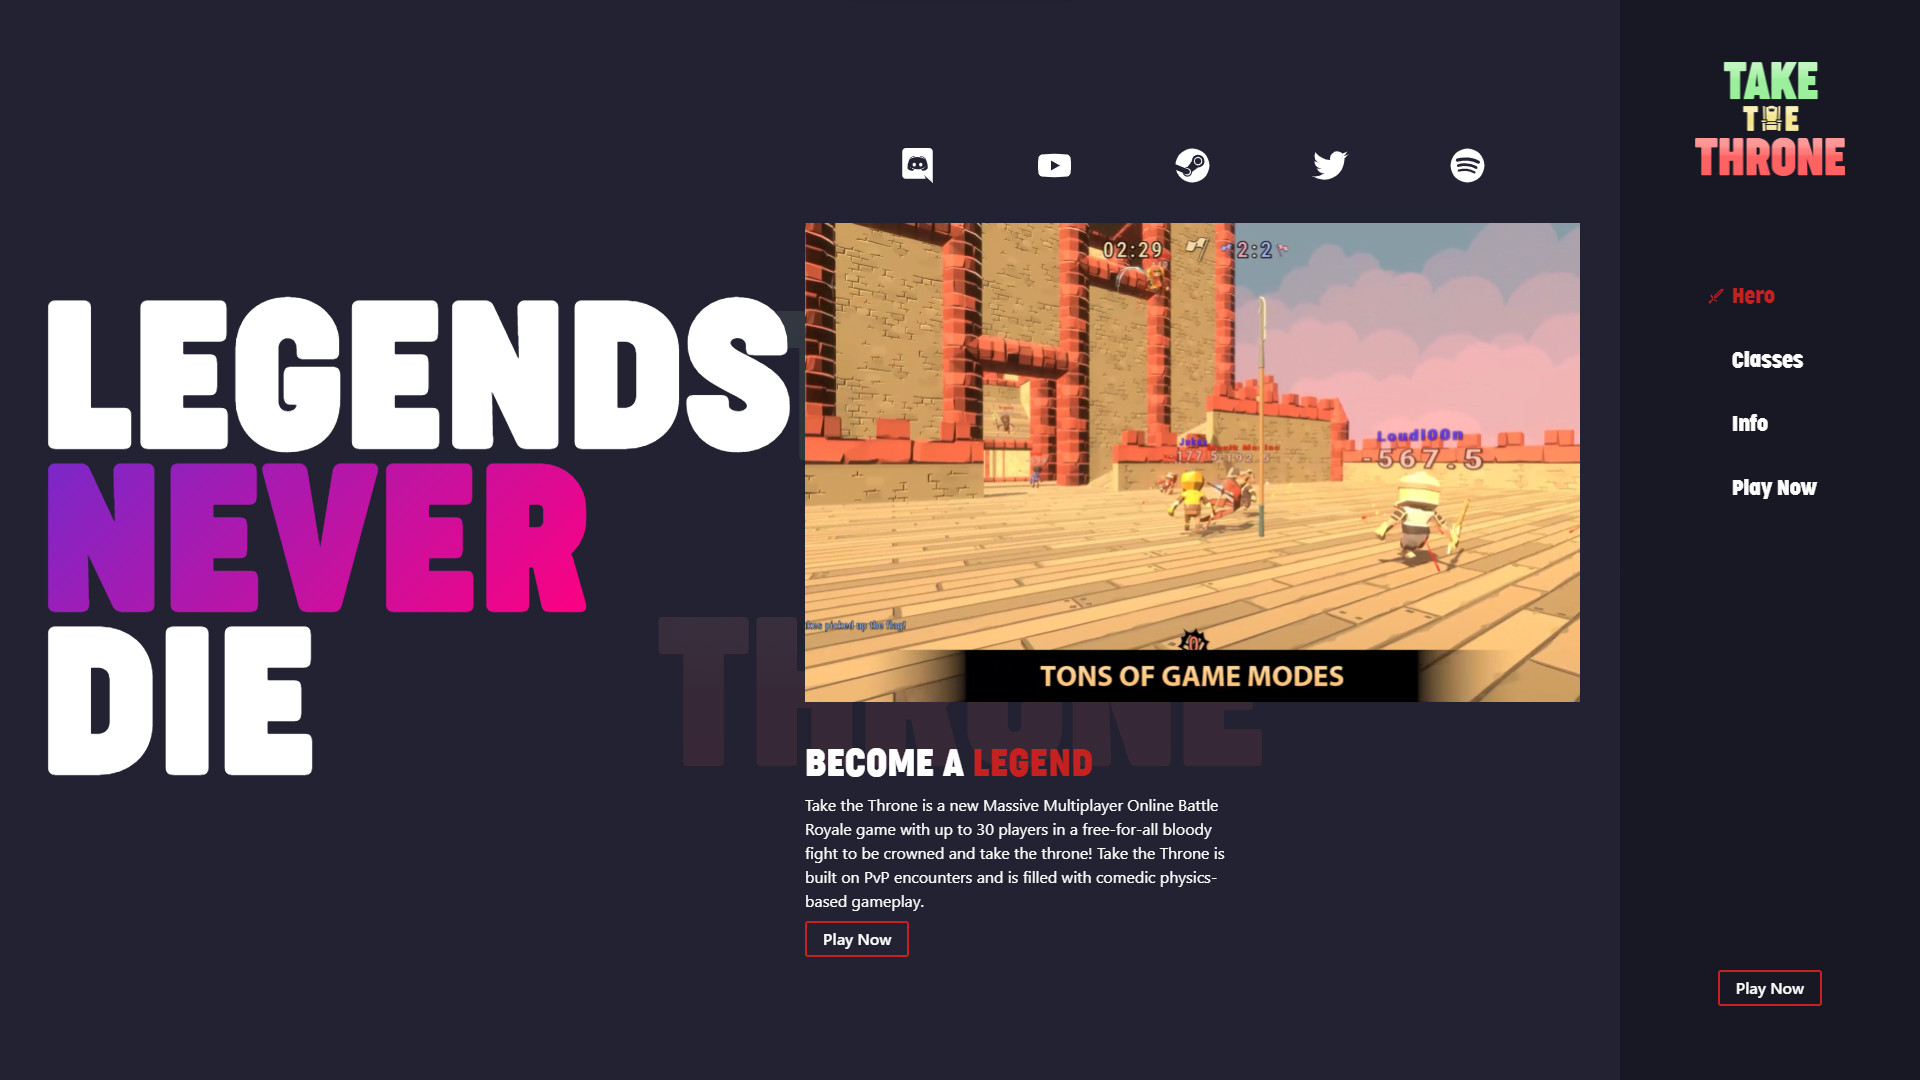 LEGENDS
NEVER
DIE
THRONE
02:29
2:2
Loudl00n
-567.5
TONS OF GAME MODES
BECOME A LEGEND
Take the Throne is a new Massive Multiplayer Online Battle
Royale game with up to 30 players in a free-for-all bloody
fight to be crowned and take the throne! Take the Throne is
built on PvP encounters and is filled with comedic physics-
based gameplay.
Play Now
TAKE
THE
THRONE
Hero
Classes
Info
Play Now
Play Now